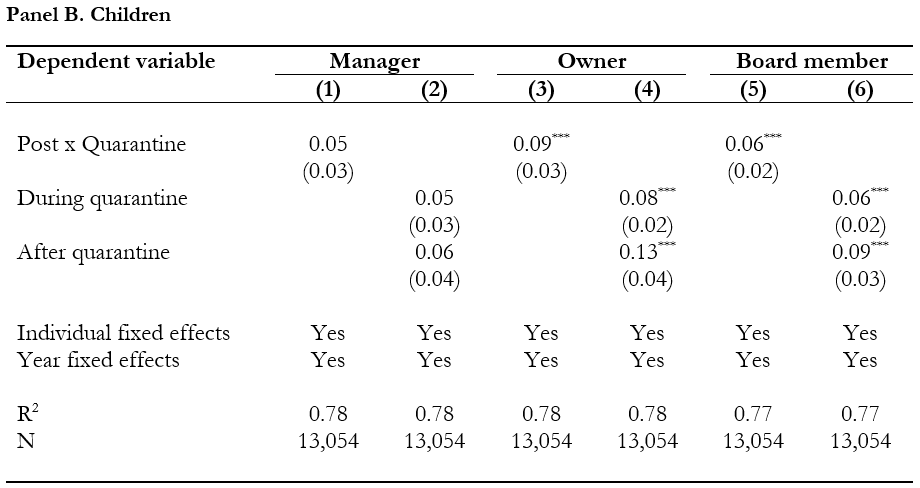 Panel B. Children
Dependent variable Manager Owner Board member
(1) (2) (3) (4) (5) (6)
Post x Quarantine 0.05 0.09*** 0.06***
(0.03) (0.03) (0.02)
During quarantine 0.05 0.08*** 0.06***
(0.03) (0.02) (0.02)
After quarantine 0.06 0.13*** 0.09***
(0.04) (0.04) (0.03)
Individual fixed effects Yes Yes Yes Yes Yes Yes
Year fixed effects Yes Yes Yes Yes Yes Yes
R2 0.78 0.78 0.78 0.78 0.77 0.77
N 13,054 13,054 13,054 13,054 13,054 13,054